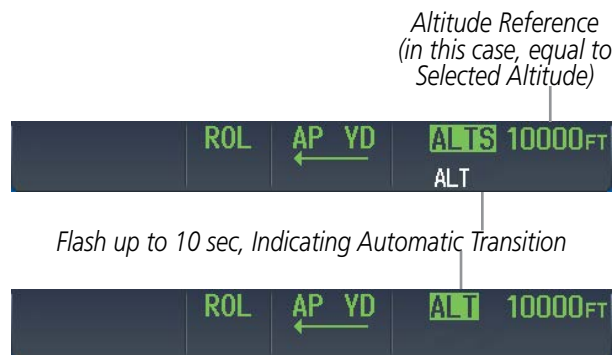 Altitude Reference
(in this case, equal to
Selected Altitude)
ROL AP YD ALTS 10000FT
ALT
Flash up to 10 sec, Indicating Automatic Transition
ROL AP YD ALT 10000FT